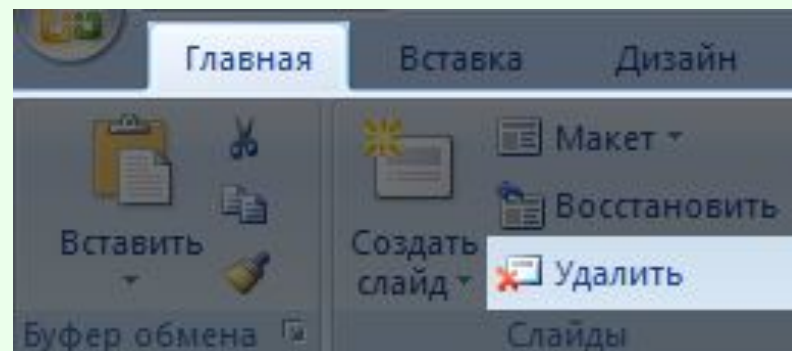 Главная Вставка Дизайн
Макет
Восстановить
Вставить Создать слайд Удалить
Буфер обмена Слайды